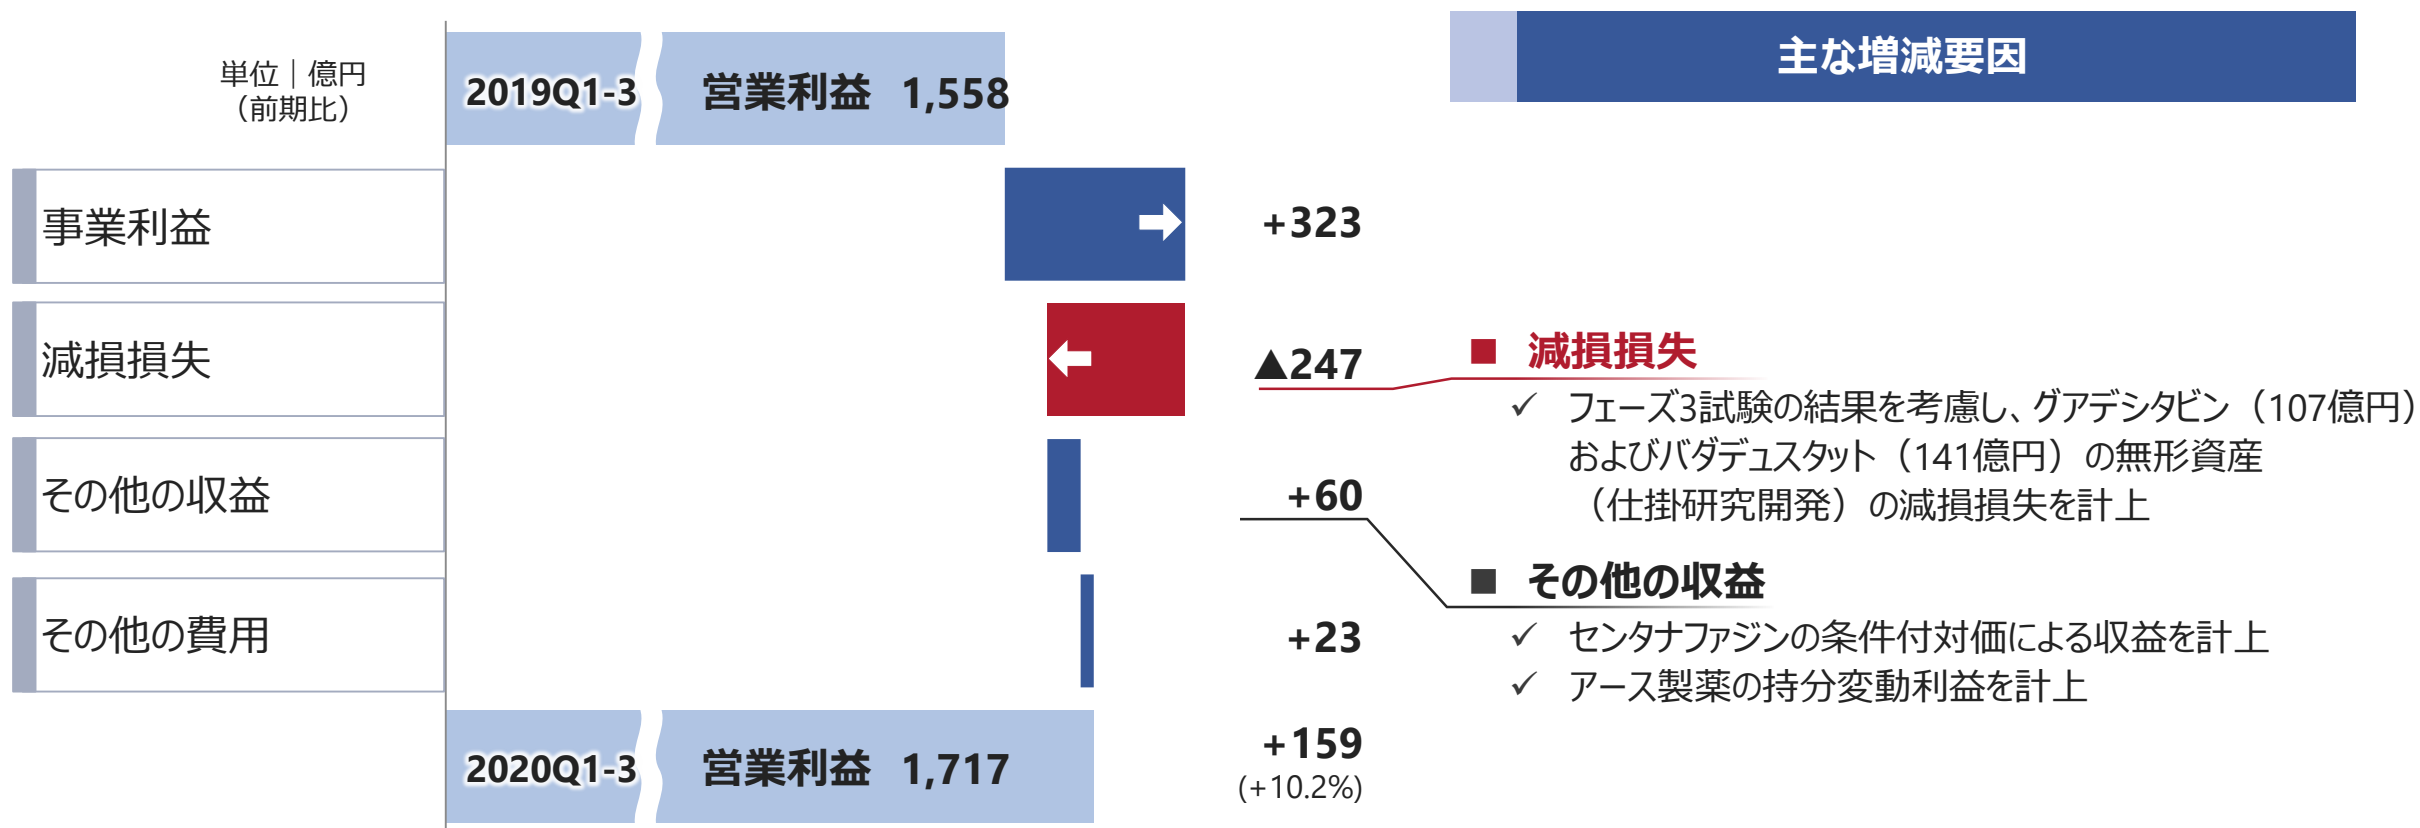 単位｜億円
（前期比）
2019Q1-3 営業利益 1,558
主な増減要因
事業利益
+323
減損損失
▲247
その他の収益
+60
その他の費用
+23
2020Q1-3 営業利益 1,717
+159
(+10.2%)
■ 減損損失
✓ フェーズ3試験の結果を考慮し、グアデシタビン（107億円）
およびバダデュスタット（141億円）の無形資産
（仕掛研究開発）の減損損失を計上
■ その他の収益
✓ センタナファジンの条件付対価による収益を計上
✓ アース製薬の持分変動利益を計上